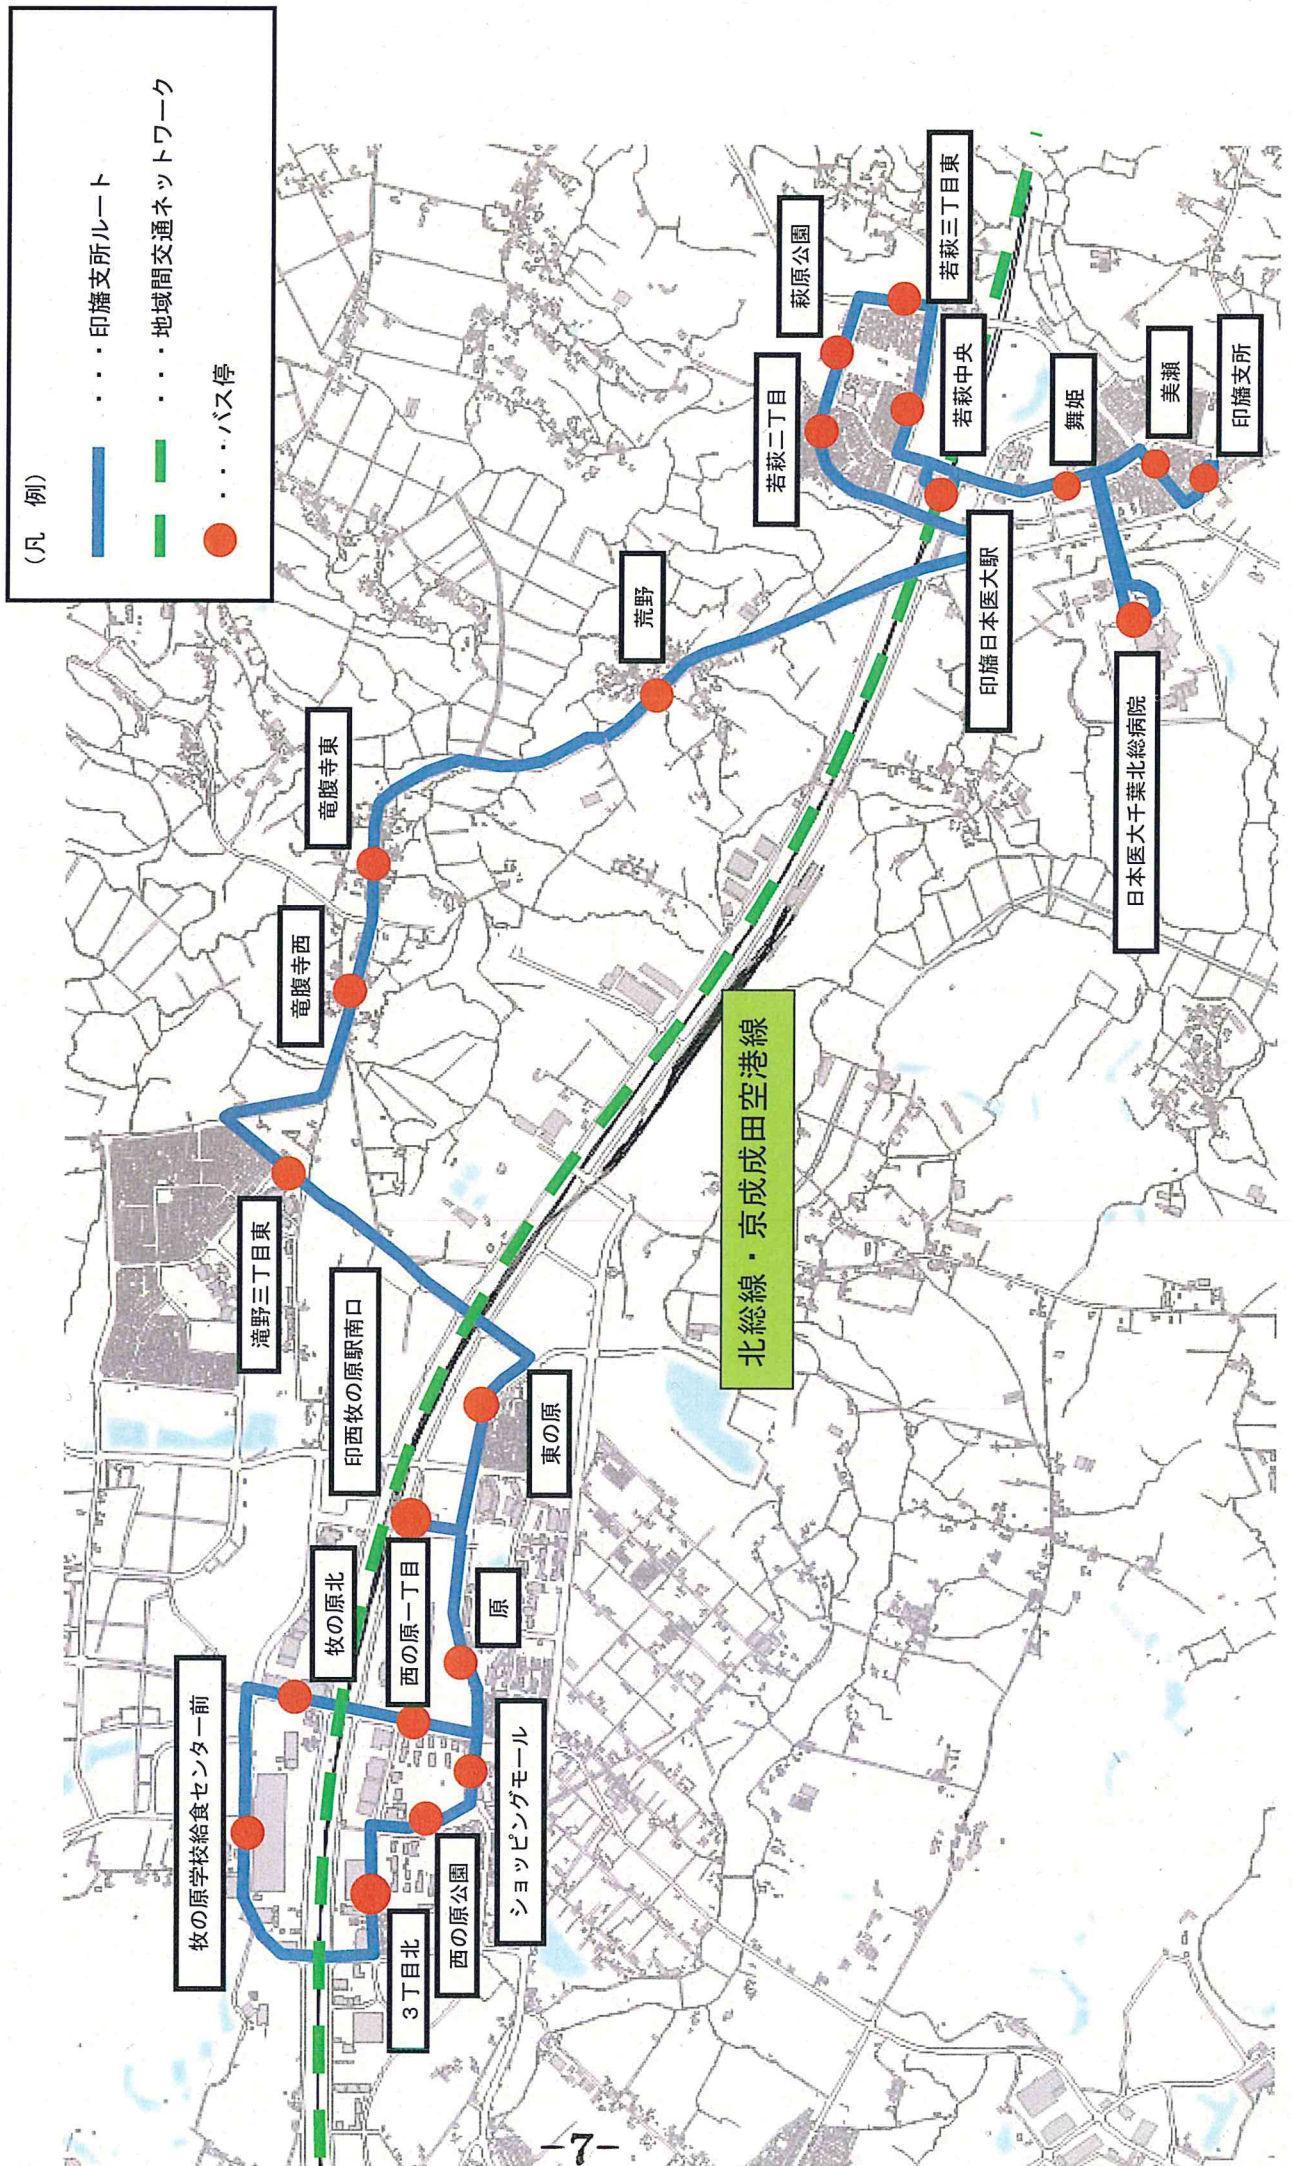 (凡 例)
・・・印旛支所ルート
・・・地域間交通ネットワーク
・・・バス停
牧の原学校給食センター前
牧の原北
西の原一丁目
3丁目北
西の原公園
ショッピングモール
原
印西牧の原駅南口
東の原
滝野三丁目東
竜腹寺西
竜腹寺東
荒野
北総線・京成成田空港線
若萩二丁目
萩原公園
若萩三丁目東
若萩中央
印旛日本医大駅
舞姫
日本医大千葉北総病院
美瀬
印旛支所
-7-